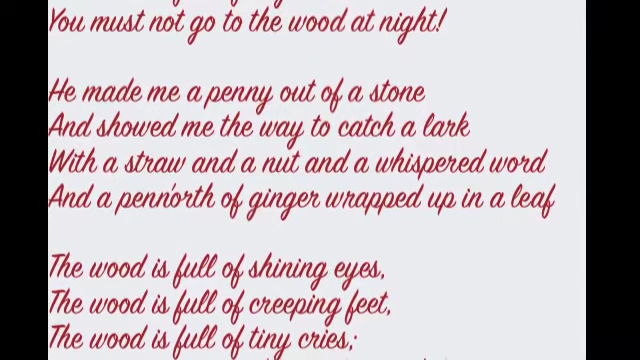 You must not go to the wood at night!
He made me a penny out of a stone
And showed me the way to catch a lark
With a straw and a nut and a whispered word
And a penn'orth of ginger wrapped up in a leaf
The wood is full of shining eyes,
The wood is full of creeping feet,
The wood is full of tiny cries;